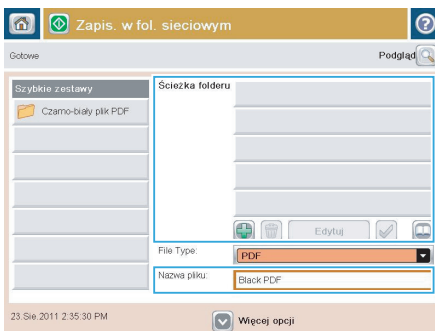 Zapis. w fol. sieciowym
Gotowe
Podgląd
Szybkie zestawy
Ścieżka folderu
Czarno-biały plik PDF
Edytuj
File Type:
PDF
Nazwa pliku:
Black PDF
23.Sie.2011 2:35:30 PM
Więcej opcji